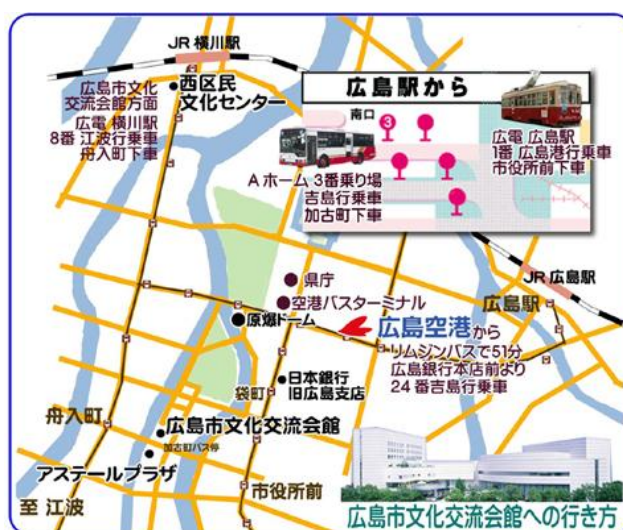 JR 横川駅
広島市文化
交流会館方面
西区民
文化センター
広電 横川駅
8番 江波行乗車
舟入町下車
広島駅から
南口
3
広電 広島駅
1番 広島港行乗車
市役所前下車
Aホーム 3番乗り場
吉島行乗車
加古町下車
JR 広島駅
広島駅
県庁
空港バスターミナル
原爆ドーム
広島空港から
リムジンバスで51分
広島銀行本店前より
24番吉島行乗車
袋町
日本銀行
旧広島支店
舟入町
広島市文化交流会館
加古町バス停
アステールプラザ
至 江波
市役所前
広島市文化交流会館への行き方